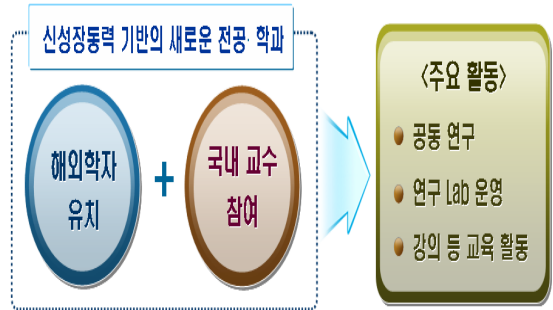 신성장동력 기반의 새로운 전공· 학과
해외학자
유치
+
국내 교수
참여
<주요 활동>
공동 연구
연구 Lab 운영
강의 등 교육 활동